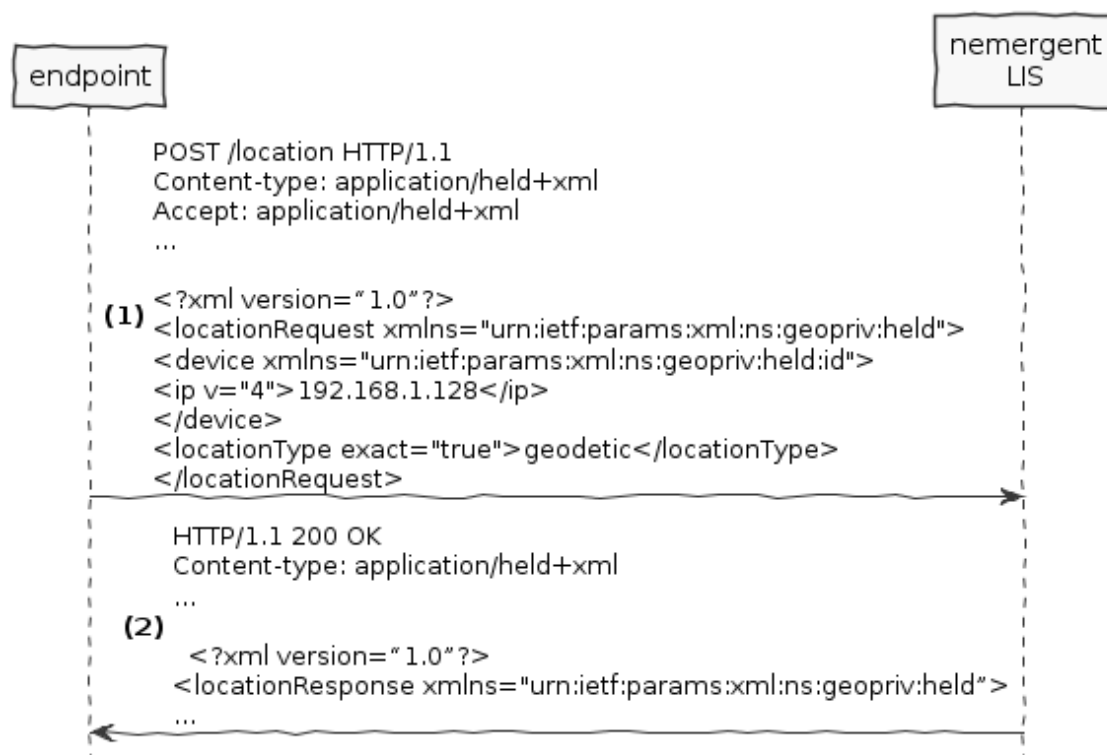 endpoint
nemergent
LIS
POST /location HTTP/1.1
Content-type: application/held+xml
Accept: application/held+xml
...
(1)
<?xml version=“1.0”?>
<locationRequest xmlns="urn:ietf:params:xml:ns:geopriv:held">
<device xmlns="urn:ietf:params:xml:ns:geopriv:held:id">
<ip v="4">192.168.1.128</ip>
</device>
<locationType exact="true">geodetic</locationType>
</locationRequest>
HTTP/1.1 200 OK
Content-type: application/held+xml
...
(2)
<?xml version=“1.0”?>
<locationResponse xmlns="urn:ietf:params:xml:ns:geopriv:held”>
...